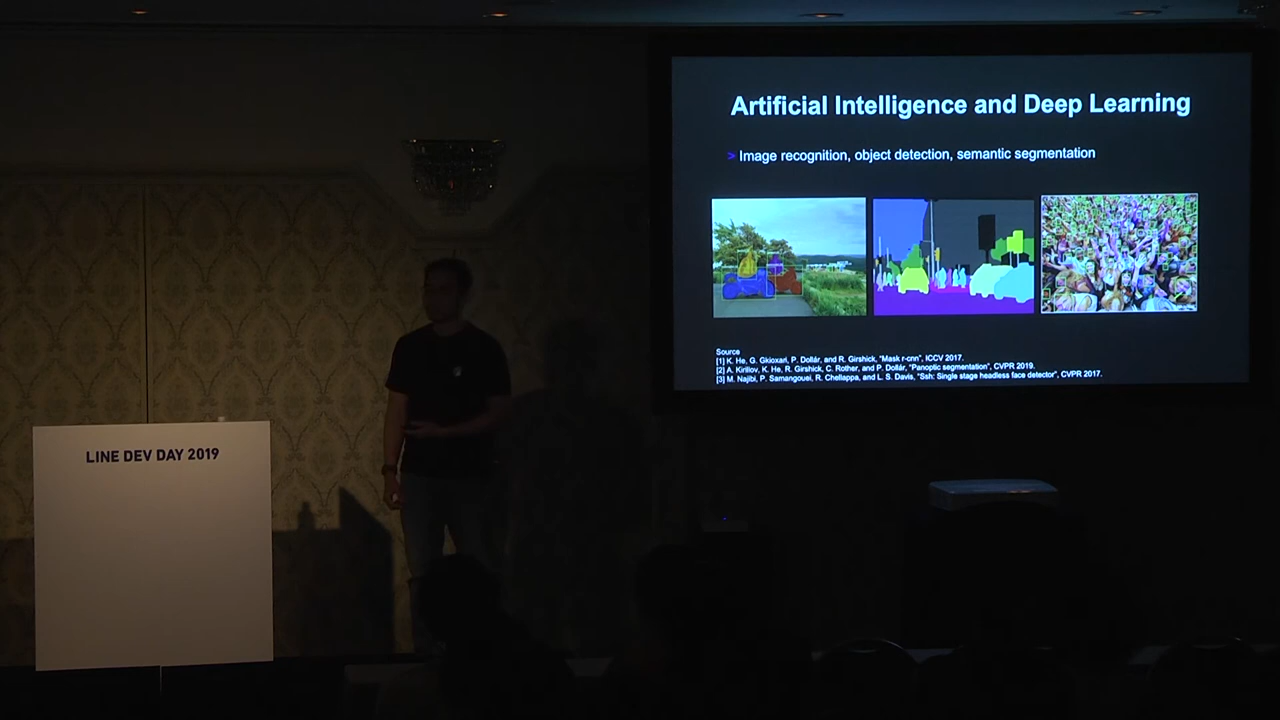 Artificial Intelligence and Deep Learning
> Image recognition, object detection, semantic segmentation
Source
[1] K. He, G. Gkioxari, P. Dollár, and R. Girshick, "Mask r-cnn", ICCV 2017.
[2] A. Kirillov, K. He, R. Girshick, C. Rother, and P. Dollár, "Panoptic segmentation", CVPR 2019.
[3] M. Najibi, P. Samangouei, R. Chellappa, and L. S. Davis, "Ssh: Single stage headless face detector", CVPR 2017.
LINE DEV DAY 2019